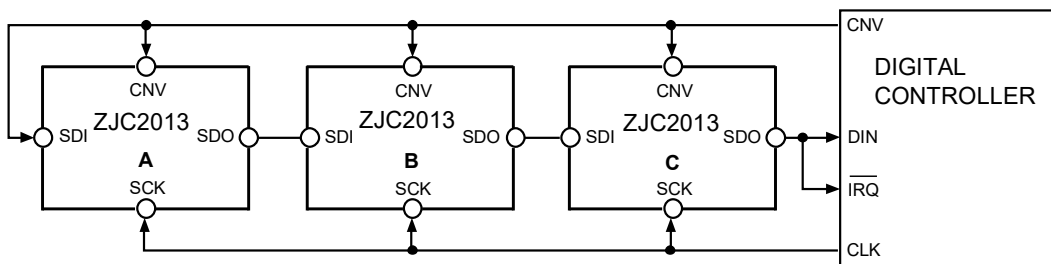 CNV
CNV
CNV
CNV
DIGITAL
CONTROLLER
ZJC2013
ZJC2013
ZJC2013
SDI
SDO
SDI
SDO
SDI
SDO
DIN
A
B
C
SCK
SCK
SCK
IRQ
CLK